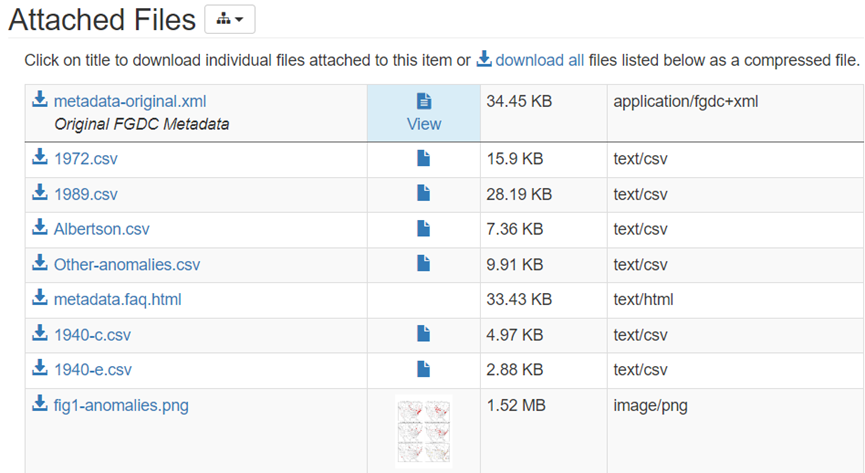 Attached Files
Click on title to download individual files attached to this item or download all files listed below as a compressed file.
metadata-original.xml 34.45 KB application/fgdc+xml
Original FGDC Metadata View
1972.csv 15.9 KB text/csv
1989.csv 28.19 KB text/csv
Albertson.csv 7.36 KB text/csv
Other-anomalies.csv 9.91 KB text/csv
metadata.faq.html 33.43 KB text/html
1940-c.csv 4.97 KB text/csv
1940-e.csv 2.88 KB text/csv
fig1-anomalies.png 1.52 MB image/png